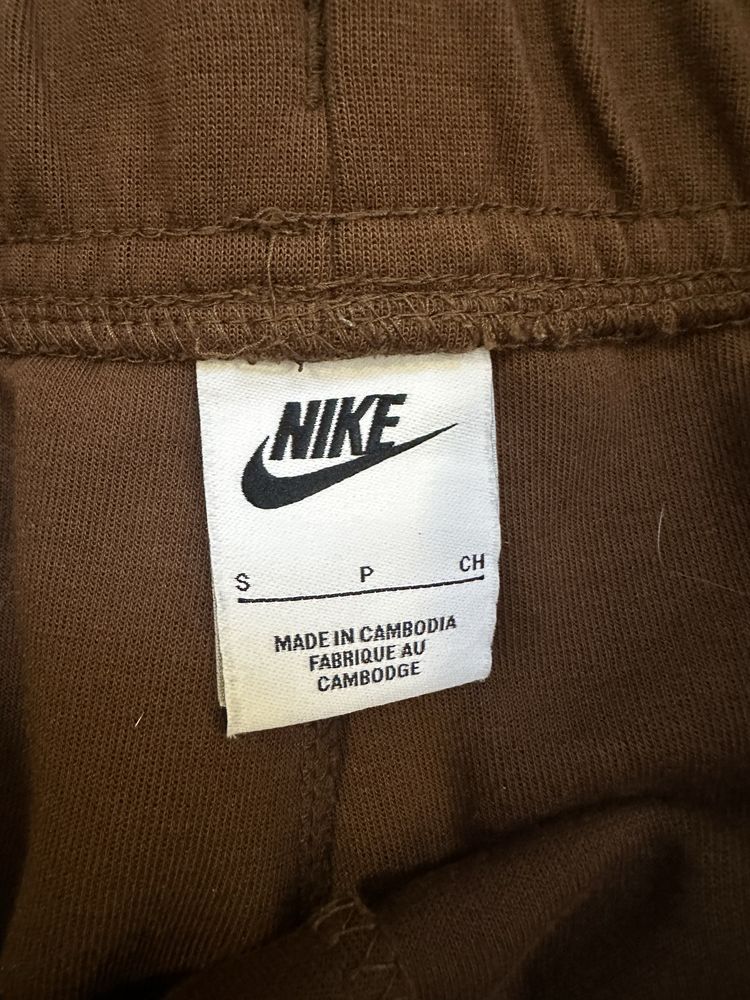 NIKE
S P CH
MADE IN CAMBODIA
FABRIQUE AU
CAMBODGE